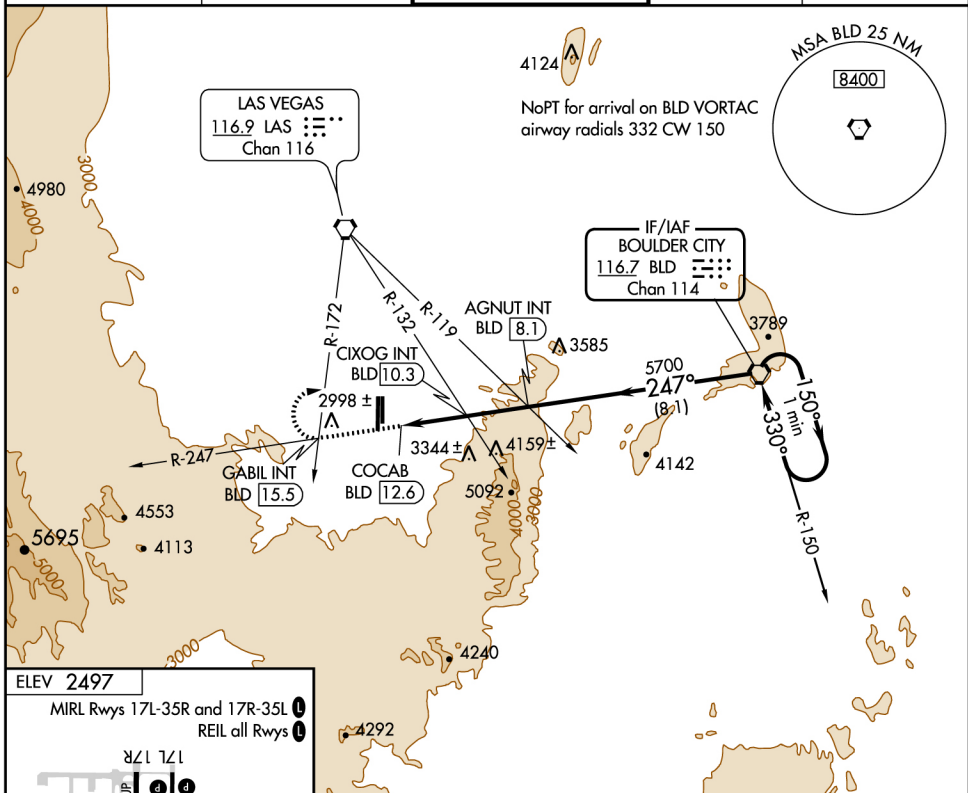 MSA BLD 25 NM
8400
4124
NoPT for arrival on BLD VORTAC
airway radials 332 CW 150
LAS VEGAS
116.9 LAS
Chan 116
3000
4980
4000
IF/IAF
BOULDER CITY
116.7 BLD
Chan 114
3789
R-172
R-132
R-119
AGNUT INT
BLD 8.1
3585
CIXOG INT
BLD 10.3
5700
247°
(8.1)
150°
1 min
330°
2998 ±
R-247
GABIL INT
BLD 15.5
COCAB
BLD 12.6
3344 ±
4159 ±
4142
5092
4000
3000
R-150
4553
4113
5695
5000
3000
4240
4292
ELEV 2497
MIRL Rwys 17L-35R and 17R-35L L
REIL all Rwys L
17R
17L
UP
P
P